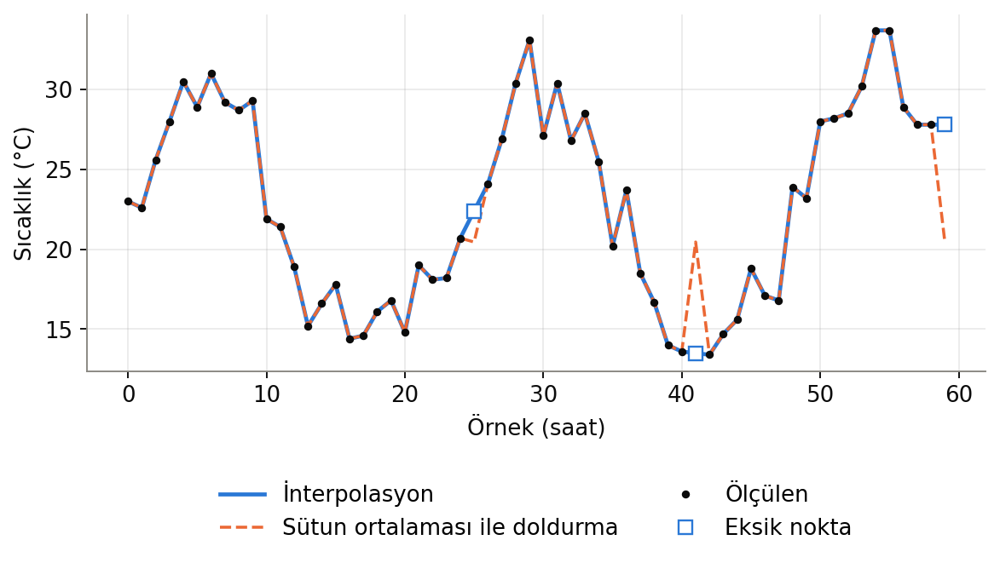 30
25
20
15
Sıcaklık (°C)
0 10 20 30 40 50 60
Örnek (saat)
İnterpolasyon
Sütun ortalaması ile doldurma
Ölçülen
Eksik nokta